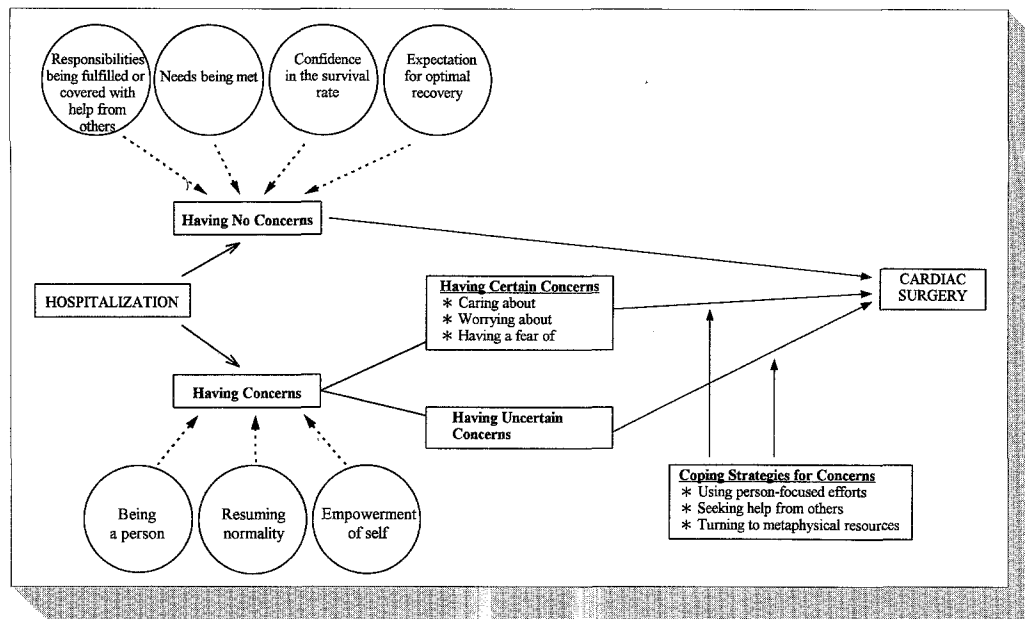 Responsibilities
being fulfilled or
covered with
help from
others
Needs being met
Confidence
in the survival
rate
Expectation
for optimal
recovery
Having No Concerns
HOSPITALIZATION
Having Certain Concerns
* Caring about
* Worrying about
* Having a fear of
CARDIAC
SURGERY
Having Concerns
Having Uncertain
Concerns
Being
a person
Resuming
normality
Empowerment
of self
Coping Strategies for Concerns
* Using person-focused efforts
* Seeking help from others
* Turning to metaphysical resources